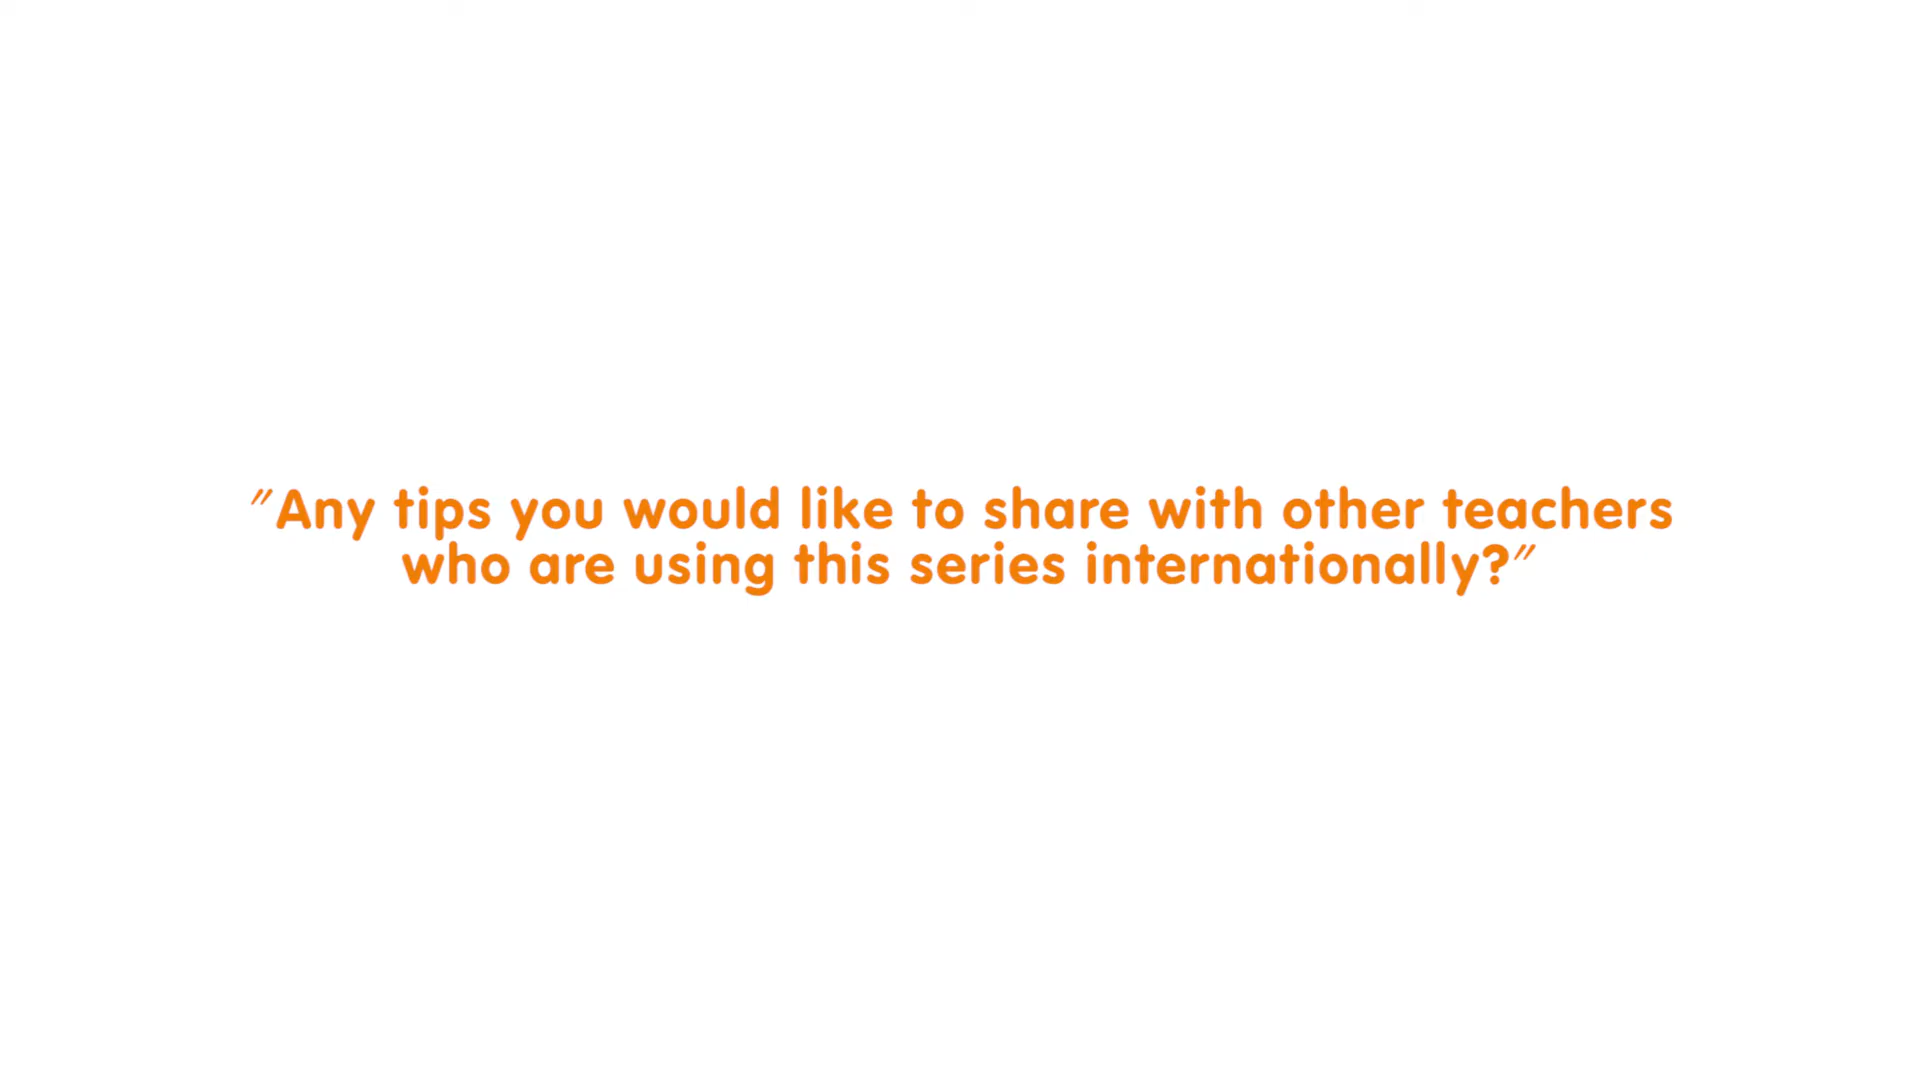 "Any tips you would like to share with other teachers
who are using this series internationally?"